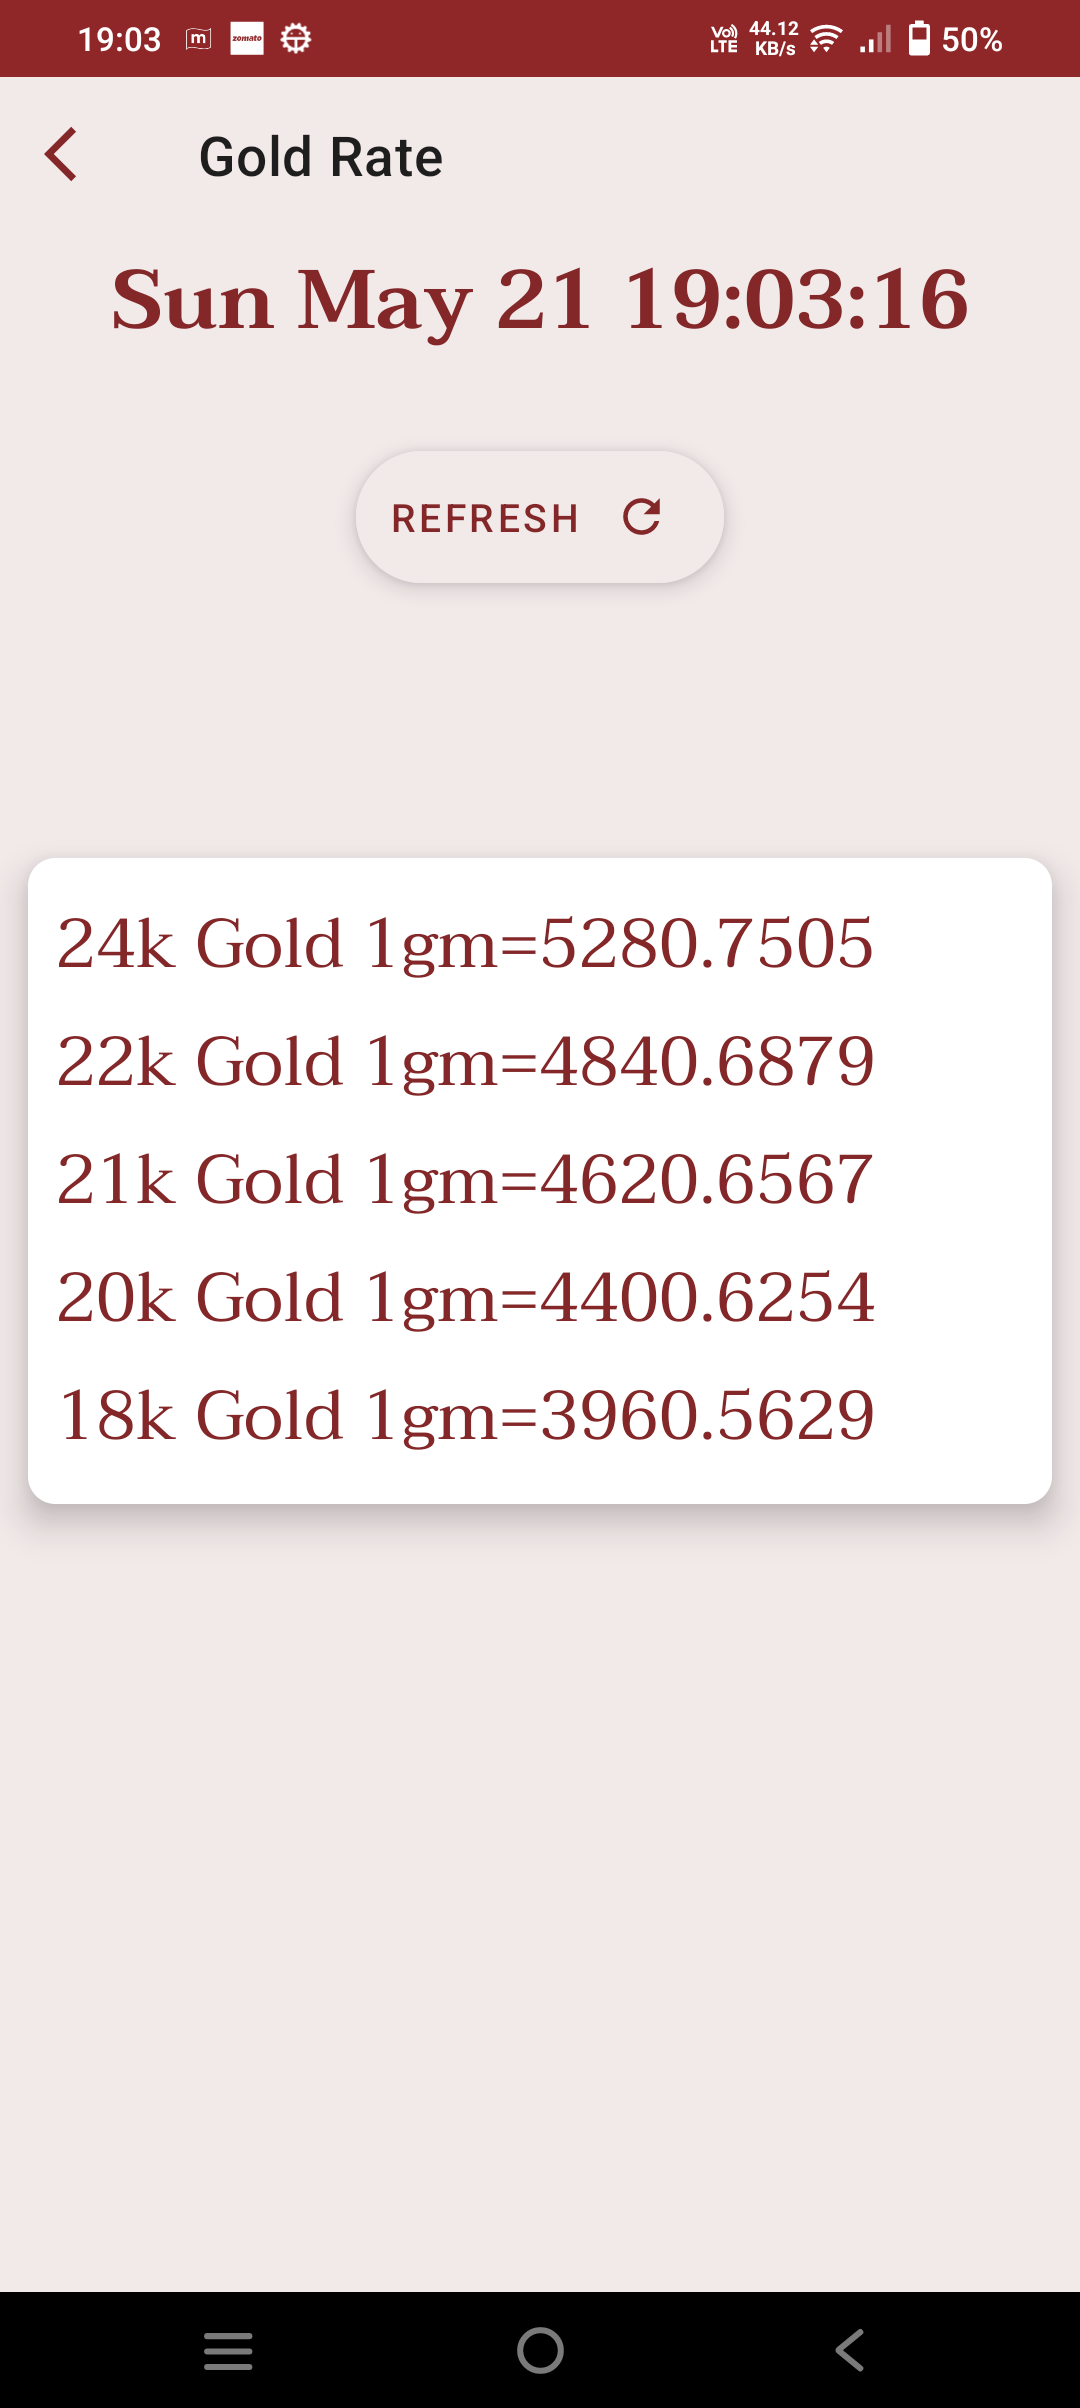 19:03 m zomato VoLTE 44.12 KB/s 50%
Gold Rate
Sun May 21 19:03:16
REFRESH
24k Gold 1gm=5280.7505
22k Gold 1gm=4840.6879
21k Gold 1gm=4620.6567
20k Gold 1gm=4400.6254
18k Gold 1gm=3960.5629